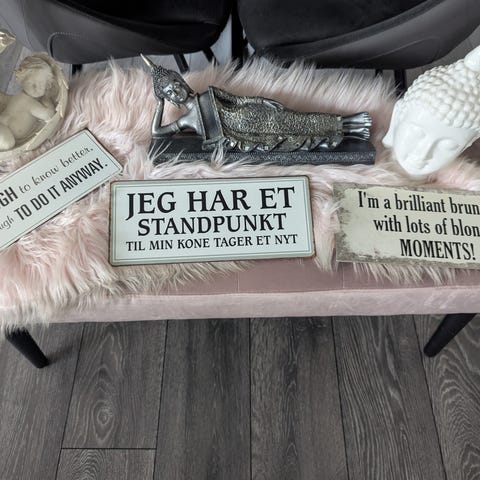 to know better.
TO DO IT ANYWAY.
JEG HAR ET
STANDPUNKT
TIL MIN KONE TAGER ET NYT
I'm a brilliant
with lots of
MOMENTS!